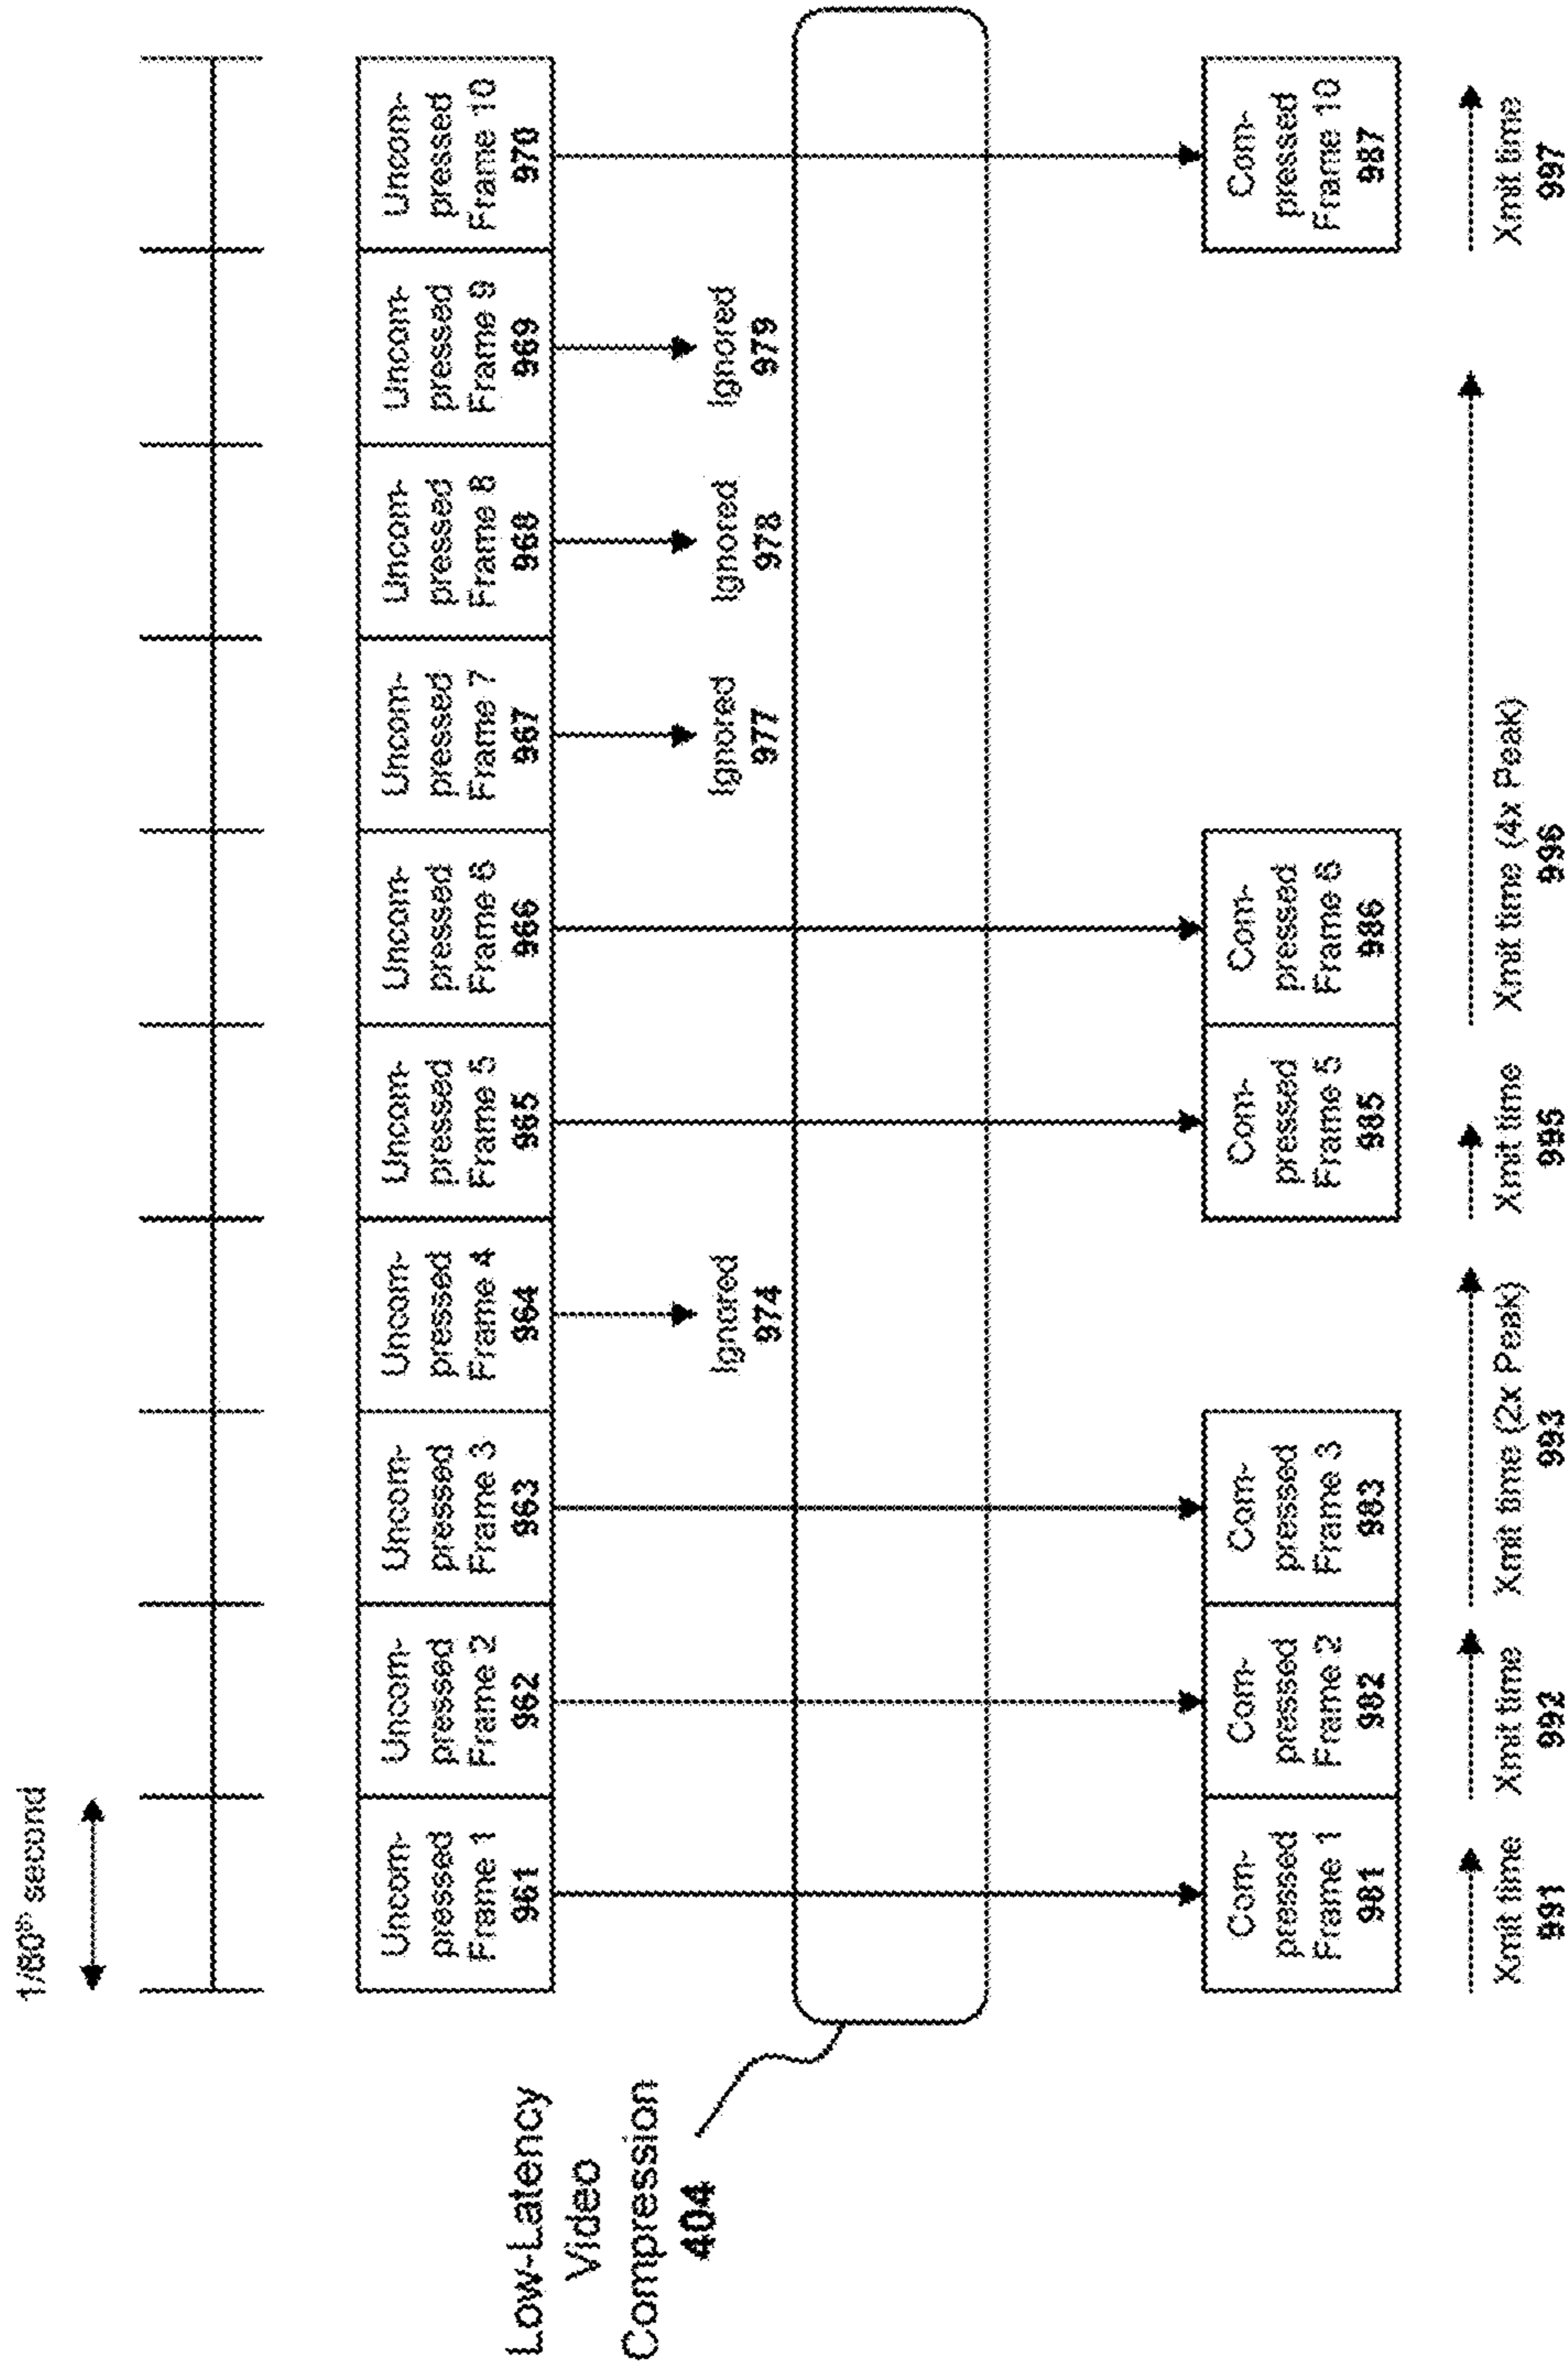 1/60th second
Uncom-
pressed
Frame 1
961
Uncom-
pressed
Frame 2
962
Uncom-
pressed
Frame 3
963
Uncom-
pressed
Frame 4
964
Uncom-
pressed
Frame 5
965
Uncom-
pressed
Frame 6
966
Uncom-
pressed
Frame 7
967
Uncom-
pressed
Frame 8
968
Uncom-
pressed
Frame 9
969
Uncom-
pressed
Frame 10
970
Ignored
974
Ignored
977
Ignored
978
Ignored
979
Low-Latency
Video
Compression
404
Com-
pressed
Frame 1
981
Com-
pressed
Frame 2
982
Com-
pressed
Frame 3
983
Com-
pressed
Frame 5
985
Com-
pressed
Frame 6
986
Com-
pressed
Frame 10
987
Xmit time
991
Xmit time
992
Xmit time (2x Peak)
993
Xmit time
995
Xmit time (4x Peak)
996
Xmit time
997